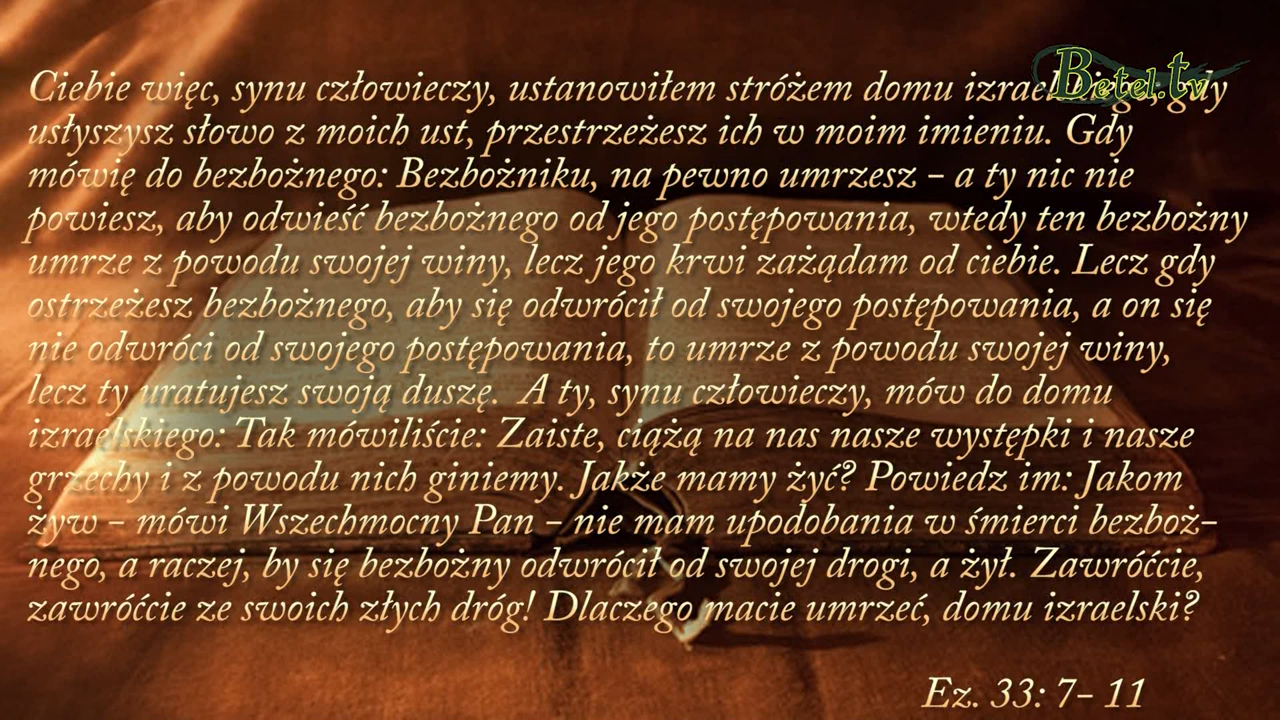 Ciebie więc, synu człowieczy, ustanowiłem stróżem domu izraelskiego; gdy
usłyszysz słowo z moich ust, przestrzeżesz ich w moim imieniu. Gdy
mówię do bezbożnego: Bezbożniku, na pewno umrzesz – a ty nic nie
powiesz, aby odwieść bezbożnego od jego postępowania, wtedy ten bezbożny
umrze z powodu swojej winy, lecz jego krwi zażądam od ciebie. Lecz gdy
ostrzeżesz bezbożnego, aby się odwrócił od swojego postępowania, a on się
nie odwróci od swojego postępowania, to umrze z powodu swojej winy,
lecz ty uratujesz swoją duszę. A ty, synu człowieczy, mów do domu
izraelskiego: Tak mówiliście: Zaiste, ciążą na nas nasze występki i nasze
grzechy i z powodu nich giniemy. Jakże mamy żyć? Powiedz im: Jakom
żyw – mówi Wszechmocny Pan – nie mam upodobania w śmierci bezboż–
nego, a raczej, by się bezbożny odwrócił od swojej drogi, a żył. Zawróćcie,
zawróćcie ze swoich złych dróg! Dlaczego macie umrzeć, domu izraelski?
Ez. 33: 7– 11
Betel.tv